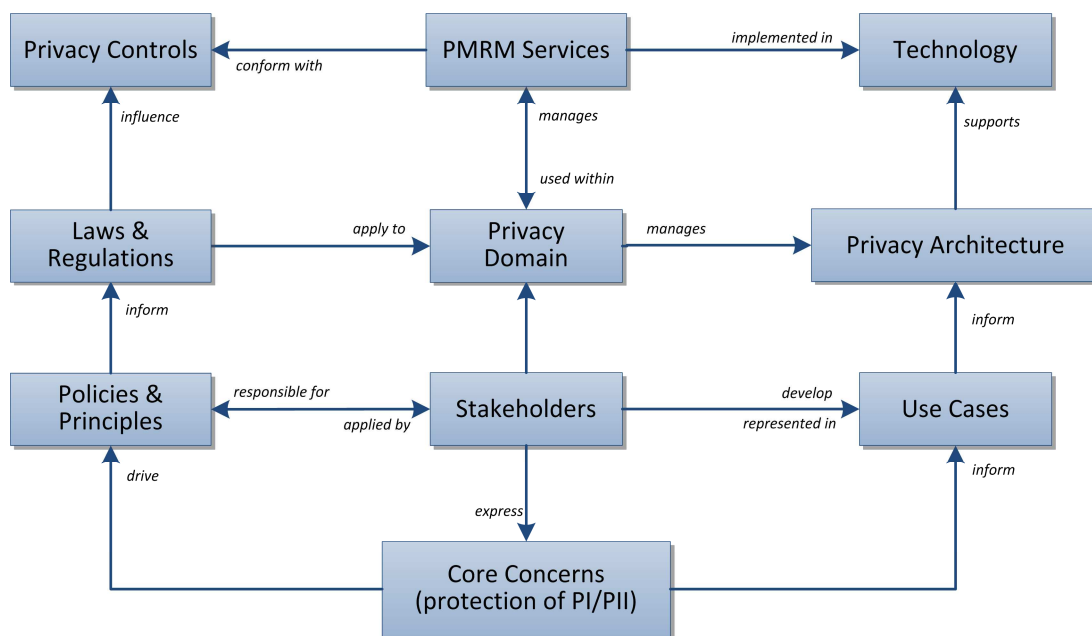 Privacy Controls
PMRM Services
Technology
conform with
implemented in
influence
manages
supports
used within
Laws &
Regulations
apply to
Privacy
Domain
manages
Privacy Architecture
inform
inform
Policies &
Principles
responsible for
applied by
Stakeholders
develop
represented in
Use Cases
drive
express
inform
Core Concerns
(protection of PI/PII)